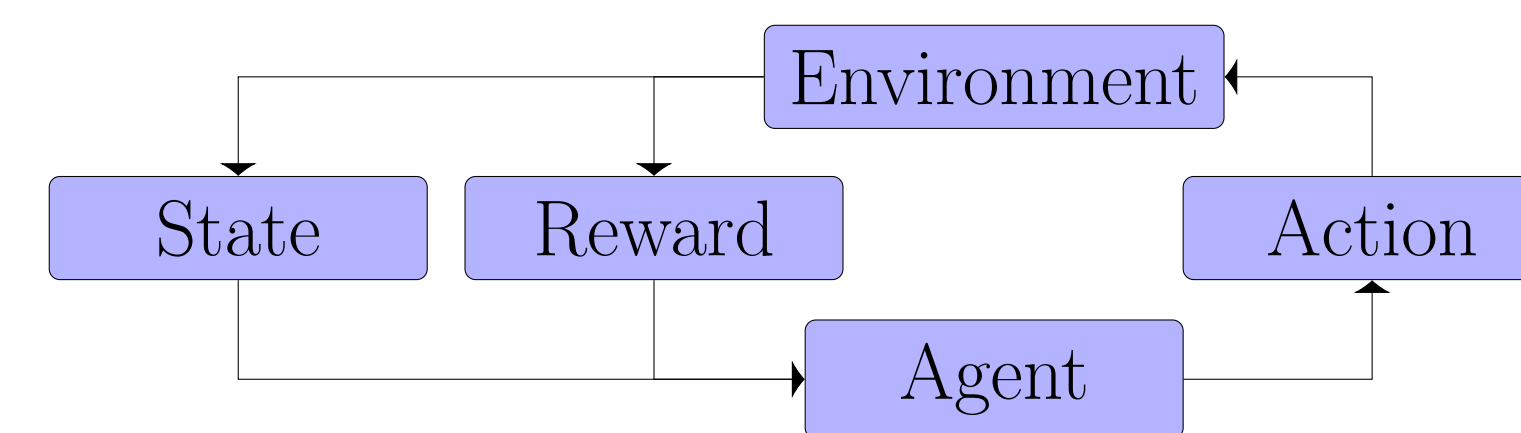 Environment
State
Reward
Action
Agent